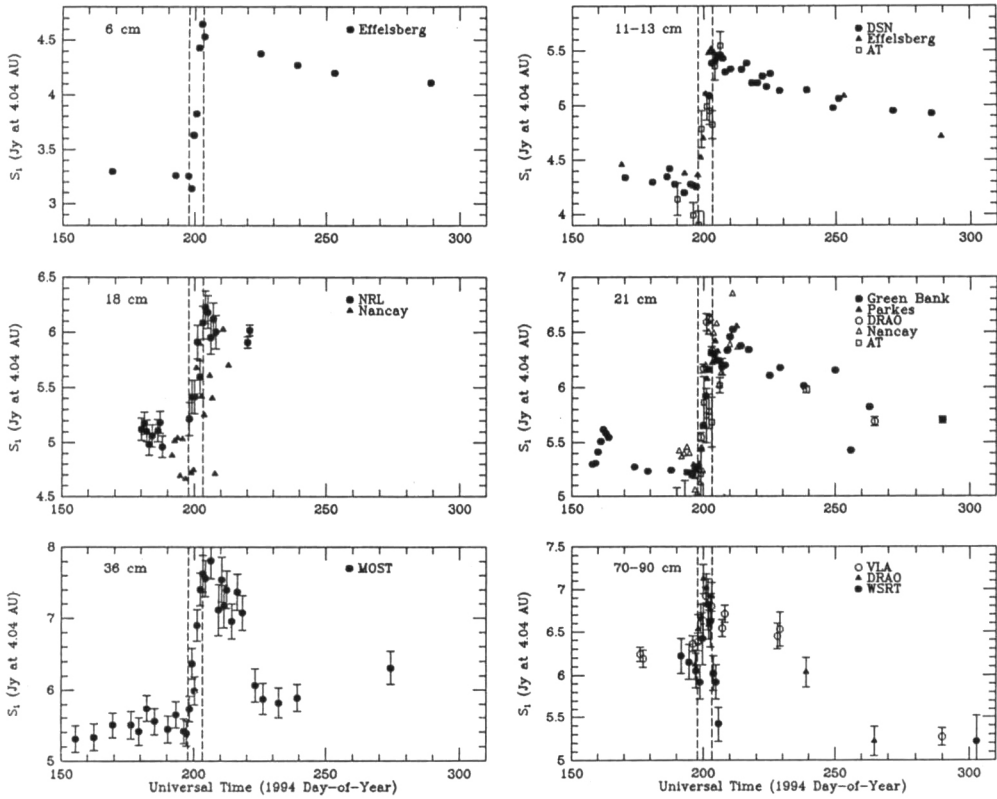 6 cm
Effelsberg
4.5
4
3.5
3
S₁ (Jy at 4.04 AU)
150
200
250
300
11-13 cm
DSN
Effelsberg
AT
5.5
5
4.5
4
S₁ (Jy at 4.04 AU)
150
200
250
300
18 cm
NRL
Nancay
6.5
6
5.5
5
4.5
S₁ (Jy at 4.04 AU)
150
200
250
300
21 cm
Green Bank
Parkes
DRAO
Nancay
AT
7
6.5
6
5.5
5
S₁ (Jy at 4.04 AU)
150
200
250
300
36 cm
MOST
8
7
6
5
S₁ (Jy at 4.04 AU)
150
200
250
300
Universal Time (1994 Day-of-Year)
70-90 cm
VLA
DRAO
WSRT
7.5
7
6.5
6
5.5
5
S₁ (Jy at 4.04 AU)
150
200
250
300
Universal Time (1994 Day-of-Year)